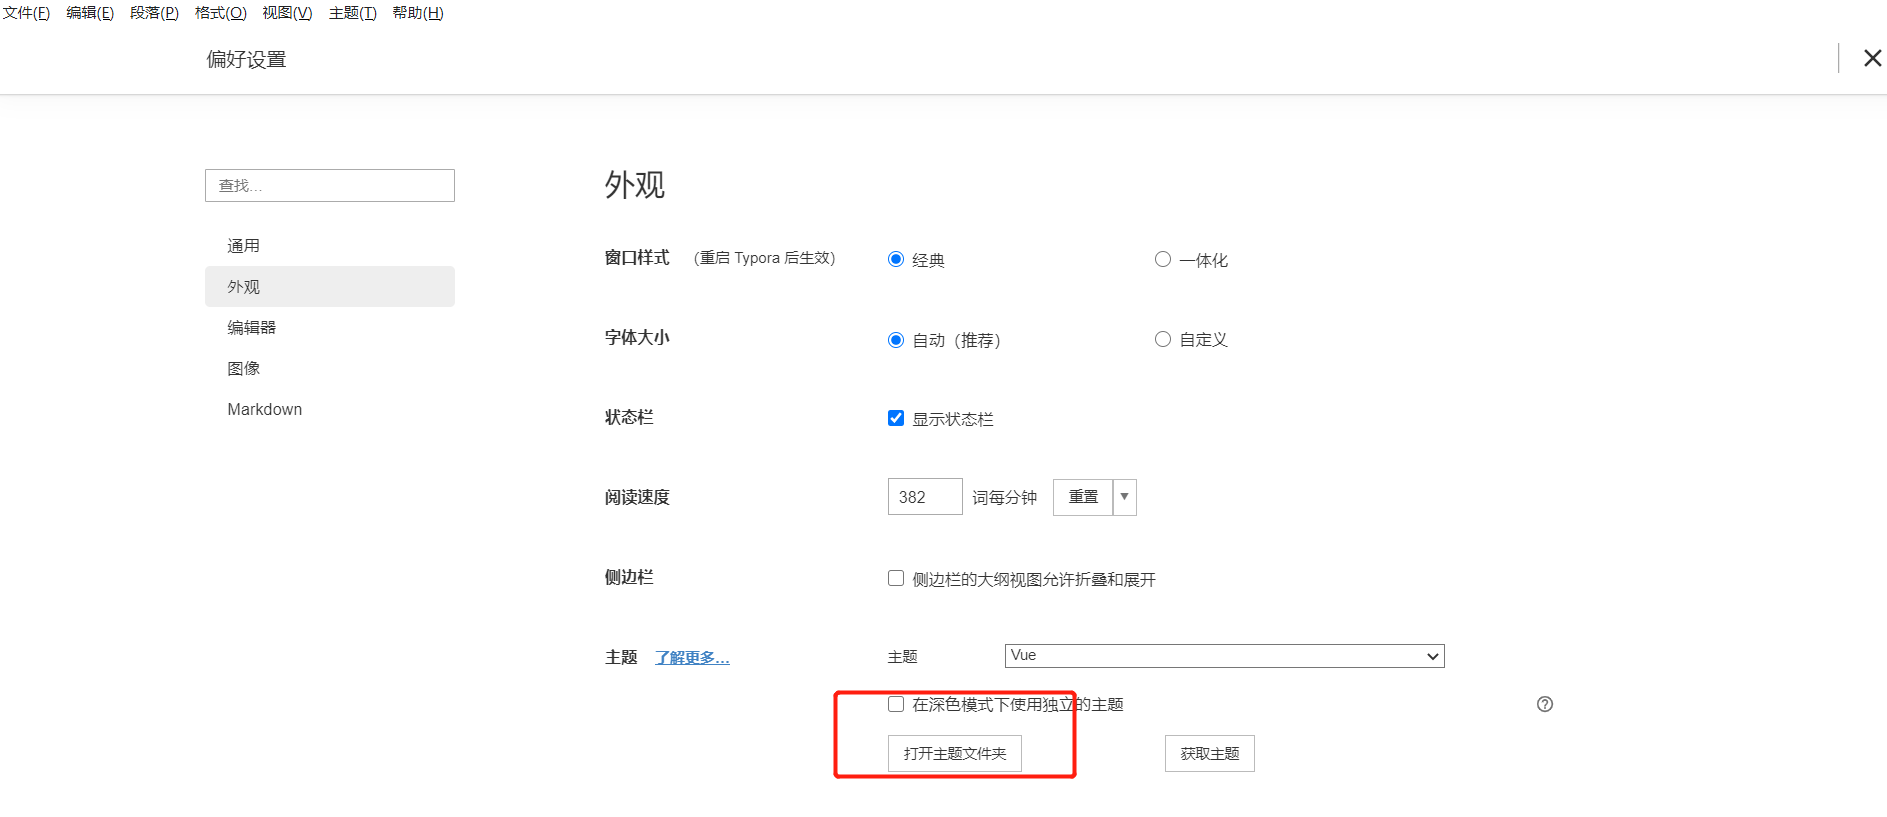 文件(F) 编辑(E) 段落(P) 格式(O) 视图(V) 主题(T) 帮助(H)
偏好设置
查找...
通用
外观
编辑器
图像
Markdown
外观
窗口样式 (重启 Typora 后生效) 经典 一体化
字体大小 自动（推荐） 自定义
状态栏 显示状态栏
阅读速度 382 词每分钟 重置
侧边栏 侧边栏的大纲视图允许折叠和展开
主题 了解更多... 主题 Vue
在深色模式下使用独立的主题
打开主题文件夹 获取主题